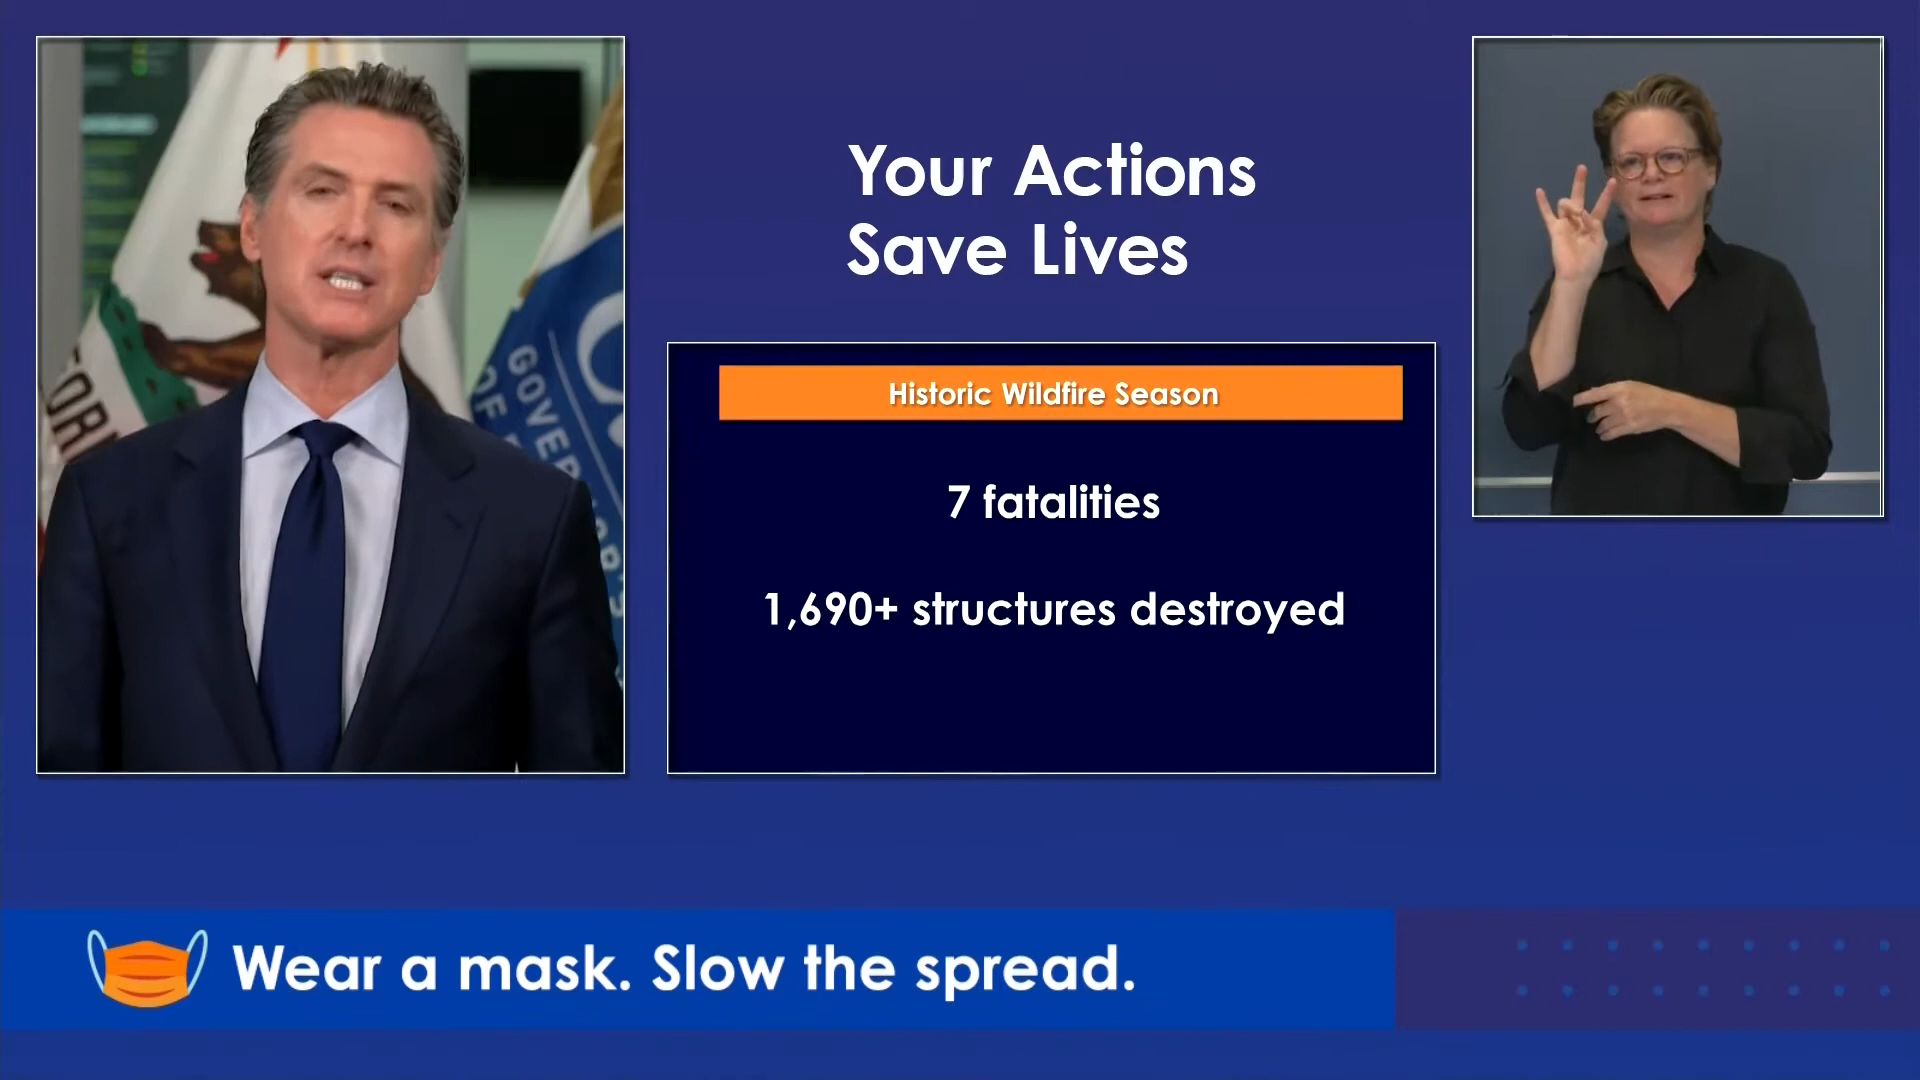 Your Actions
Save Lives
Historic Wildfire Season
7 fatalities
1,690+ structures destroyed
Wear a mask. Slow the spread.